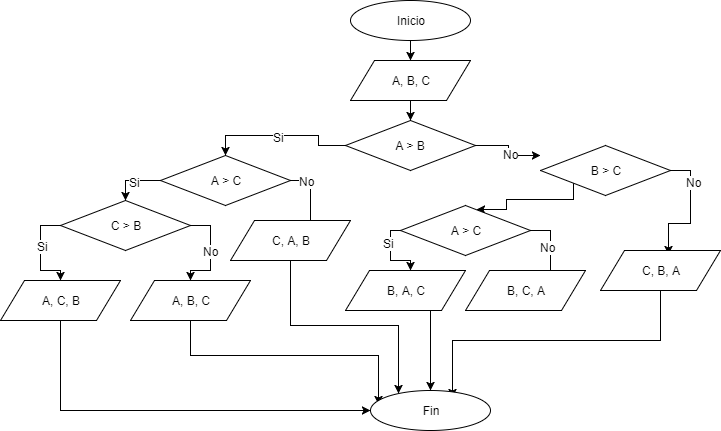 Inicio
A, B, C
A > B
Si
No
A > C
B > C
Si
No
No
C > B
A > C
Si
No
C, A, B
Si
No
C, B, A
A, C, B
A, B, C
B, A, C
B, C, A
Fin